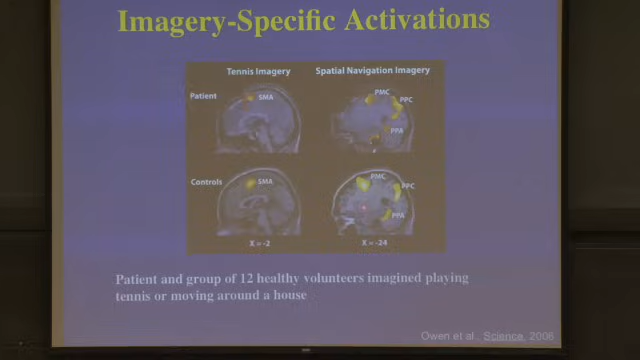 Imagery-Specific Activations
Tennis Imagery
Spatial Navigation Imagery
Patient
SMA
PMC
PPC
PPA
Controls
SMA
PMC
PPC
PPA
X = -2
X = -24
Patient and group of 12 healthy volunteers imagined playing
tennis or moving around a house
Owen et al., Science, 2006